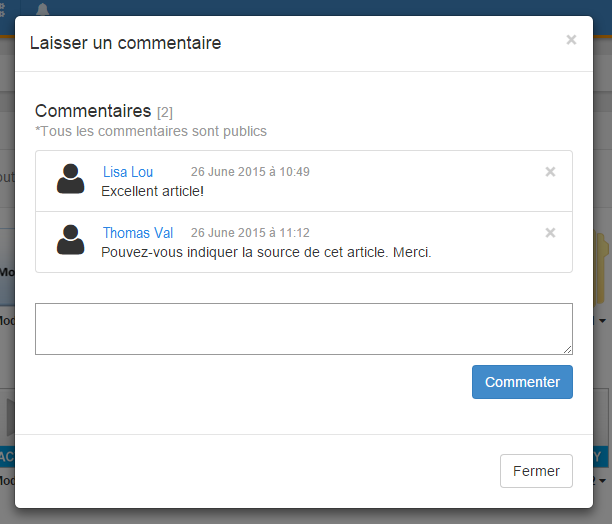 Laisser un commentaire ×
Commentaires [2]
*Tous les commentaires sont publics
Lisa Lou 26 June 2015 á 10:49 ×
Excellent article!
Thomas Val 26 June 2015 á 11:12 ×
Pouvez-vous indiquer la source de cet article. Merci.
Commenter
Fermer